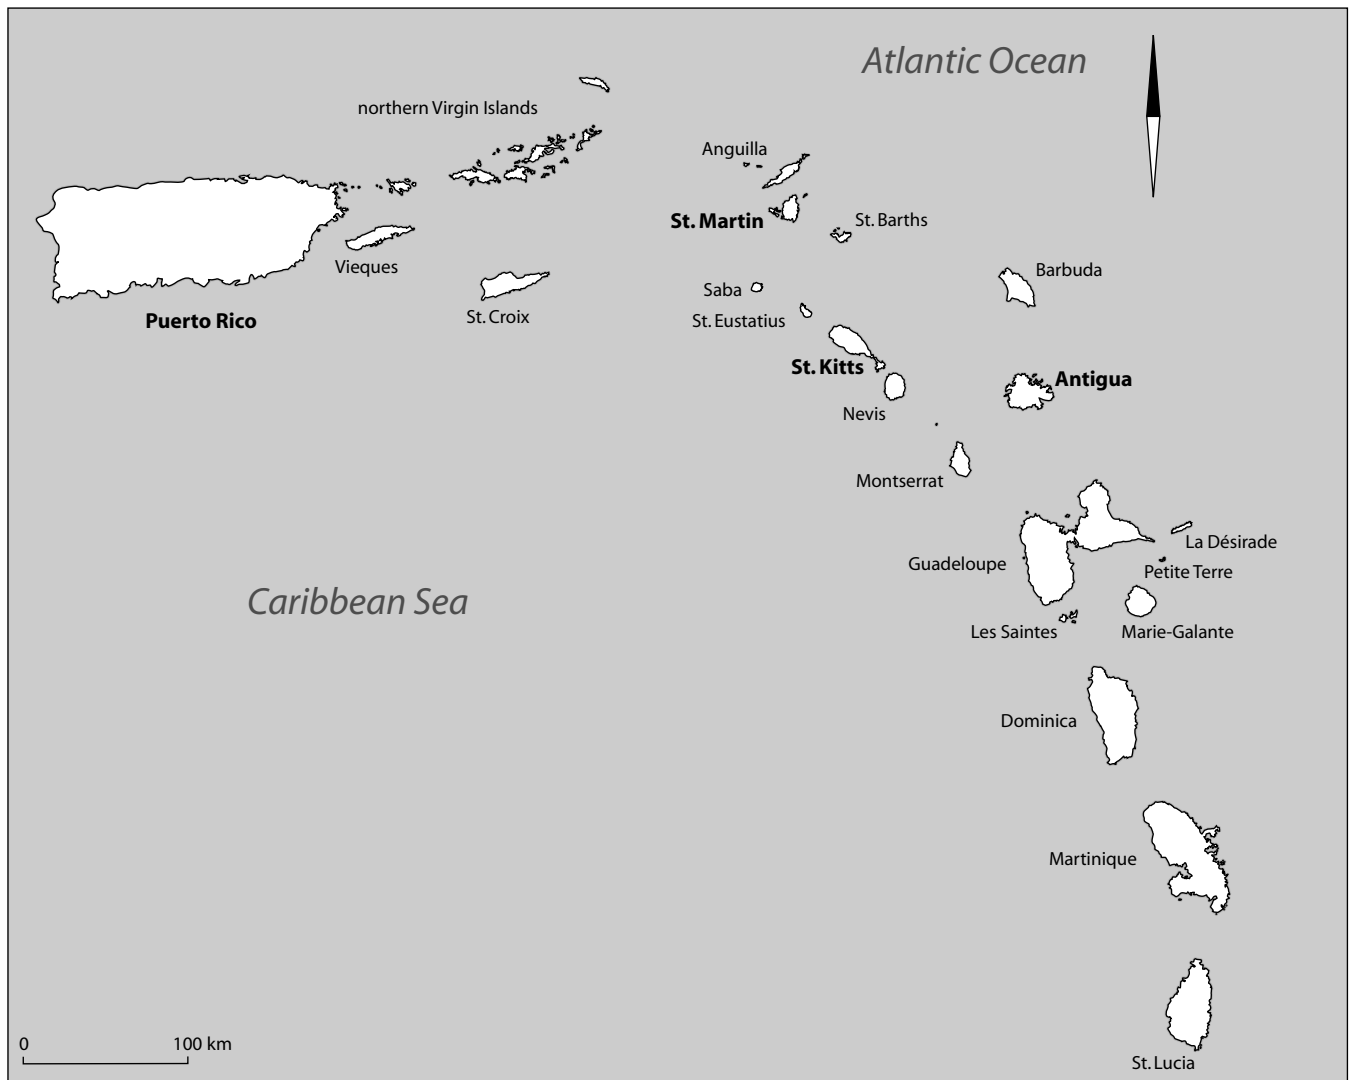 Atlantic Ocean
northern Virgin Islands
Anguilla
St. Martin
St. Barths
Vieques
Barbuda
Saba
St. Croix
Puerto Rico
St. Eustatius
St. Kitts
Antigua
Nevis
Montserrat
La Désirade
Guadeloupe
Petite Terre
Caribbean Sea
Les Saintes
Marie-Galante
Dominica
Martinique
0 100 km
St. Lucia